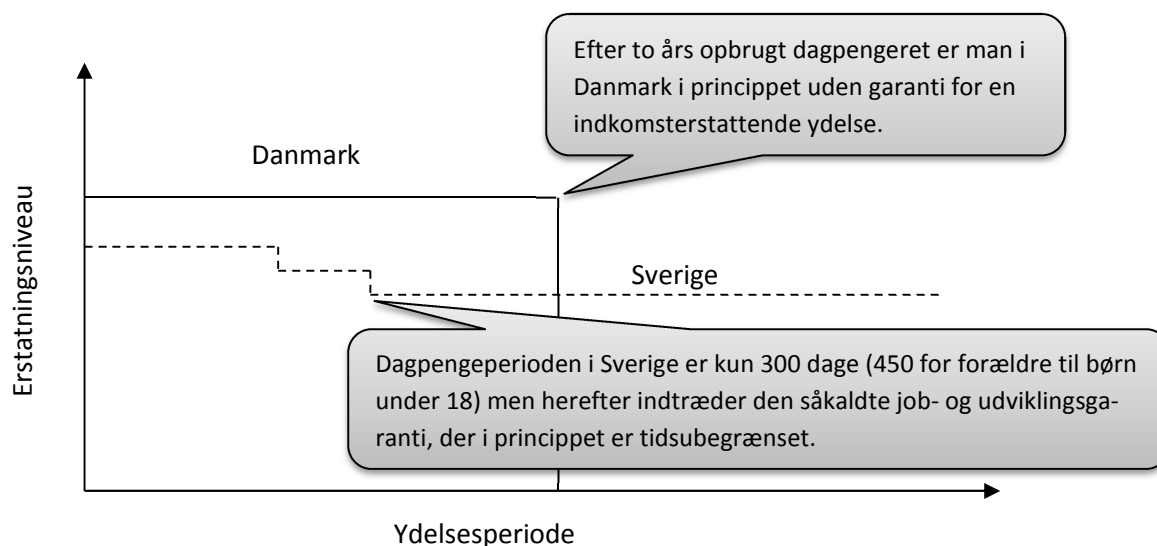 Efter to års opbrugt dagpengeret er man i
Danmark i princippet uden garanti for en
indkomsterstattende ydelse.
Danmark
Erstatningsniveau
Sverige
Dagpengeperioden i Sverige er kun 300 dage (450 for forældre til børn
under 18) men herefter indtræder den såkaldte job- og udviklingsga-
ranti, der i princippet er tidsubegrænset.
Ydelsesperiode